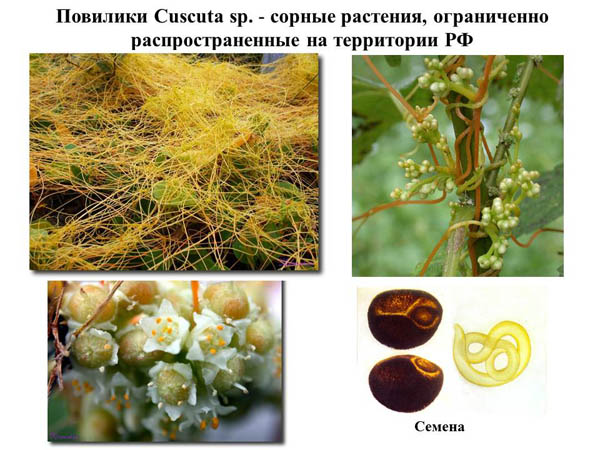 Повилики Cuscuta sp. - сорные растения, ограниченно
распространенные на территории РФ
Семена